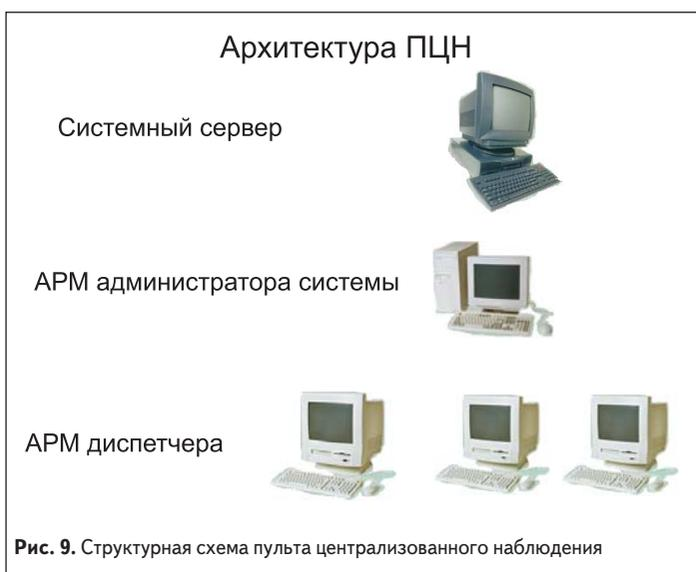 Архитектура ПЦН
Системный сервер
АРМ администратора системы
АРМ диспетчера
Рис. 9. Структурная схема пульта централизованного наблюдения